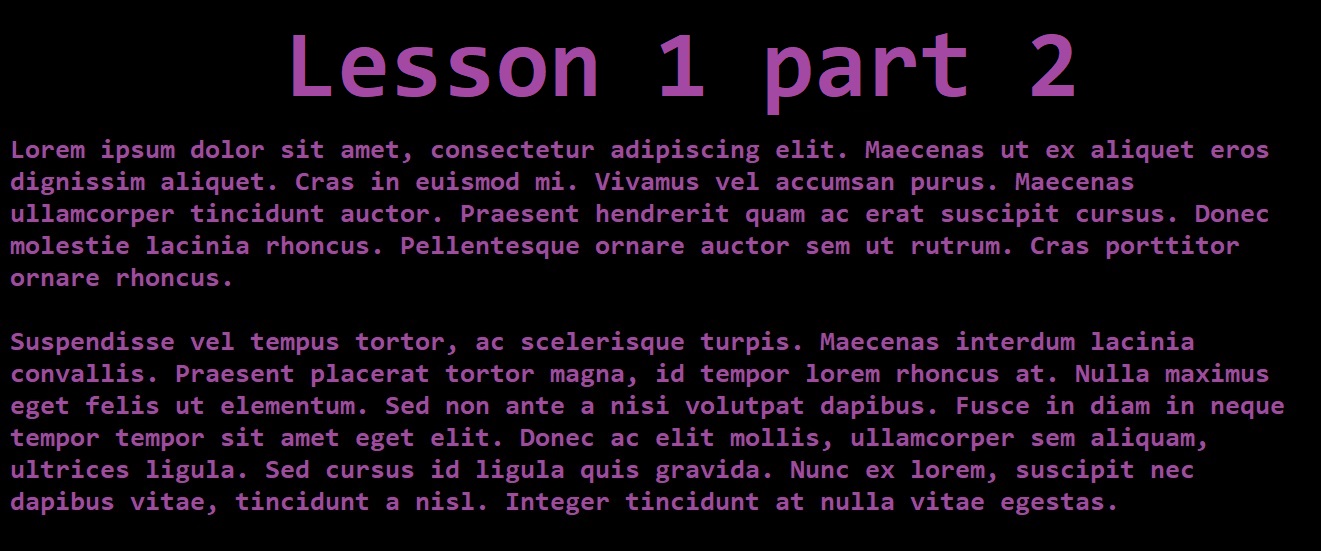 Lesson 1 part 2
Lorem ipsum dolor sit amet, consectetur adipiscing elit. Maecenas ut ex aliquet eros
dignissim aliquet. Cras in euismod mi. Vivamus vel accumsan purus. Maecenas
ullamcorper tincidunt auctor. Praesent hendrerit quam ac erat suscipit cursus. Donec
molestie lacinia rhoncus. Pellentesque ornare auctor sem ut rutrum. Cras porttitor
ornare rhoncus.
Suspendisse vel tempus tortor, ac scelerisque turpis. Maecenas interdum lacinia
convallis. Praesent placerat tortor magna, id tempor lorem rhoncus at. Nulla maximus
eget felis ut elementum. Sed non ante a nisi volutpat dapibus. Fusce in diam in neque
tempor tempor sit amet eget elit. Donec ac elit mollis, ullamcorper sem aliquam,
ultrices ligula. Sed cursus id ligula quis gravida. Nunc ex lorem, suscipit nec
dapibus vitae, tincidunt a nisl. Integer tincidunt at nulla vitae egestas.